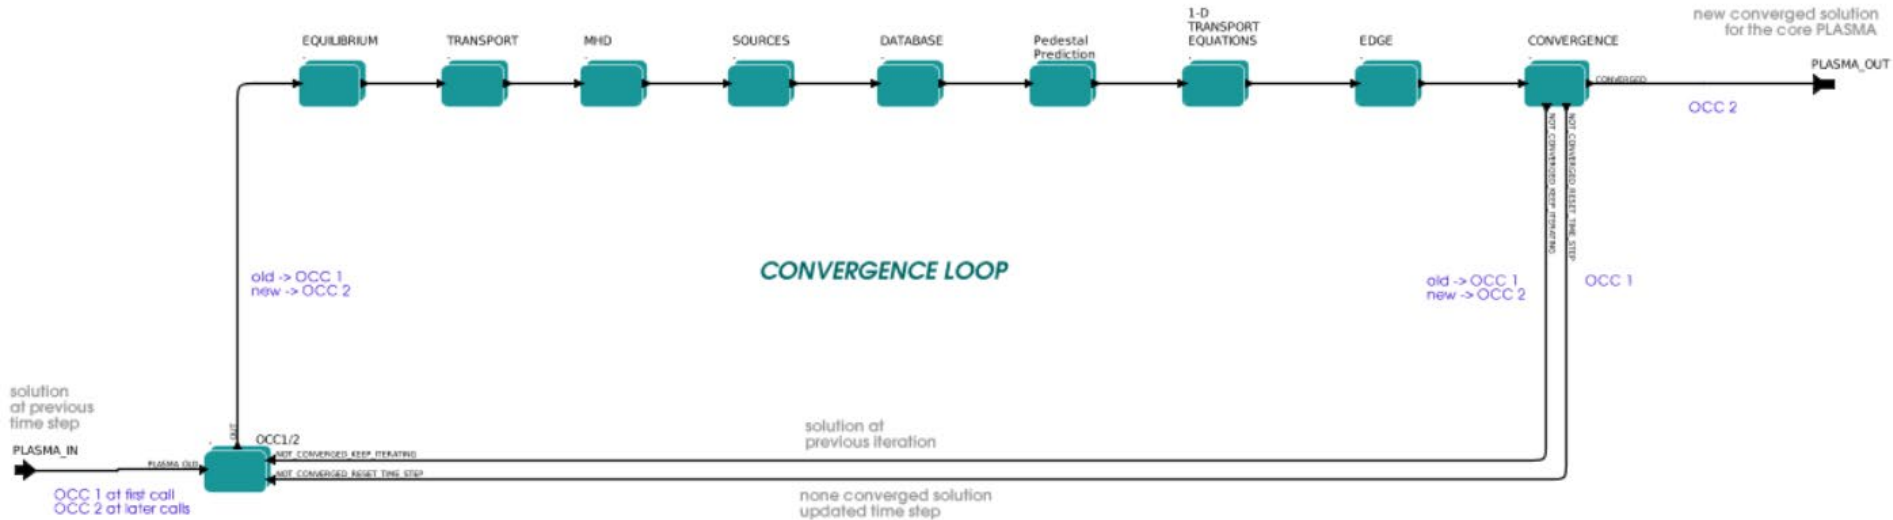 EQUILIBRIUM
TRANSPORT
MHD
SOURCES
DATABASE
Pedestal
Prediction
1-D
TRANSPORT
EQUATIONS
EDGE
CONVERGENCE
new converged solution
for the core PLASMA
PLASMA_OUT
CONVERGED
OCC 2
NOT_CONVERGED_KEEP_ITERATING
NOT_CONVERGED_RESET_TIME_STEP
old -> OCC 1
new -> OCC 2
CONVERGENCE LOOP
old -> OCC 1
new -> OCC 2
OCC 1
solution
at previous
time step
PLASMA_IN
PLASMA_OLD
OCC 1 at first call
OCC 2 at later calls
OUT
OCC1/2
NOT_CONVERGED_KEEP_ITERATING
NOT_CONVERGED_RESET_TIME_STEP
solution at
previous iteration
none converged solution
updated time step